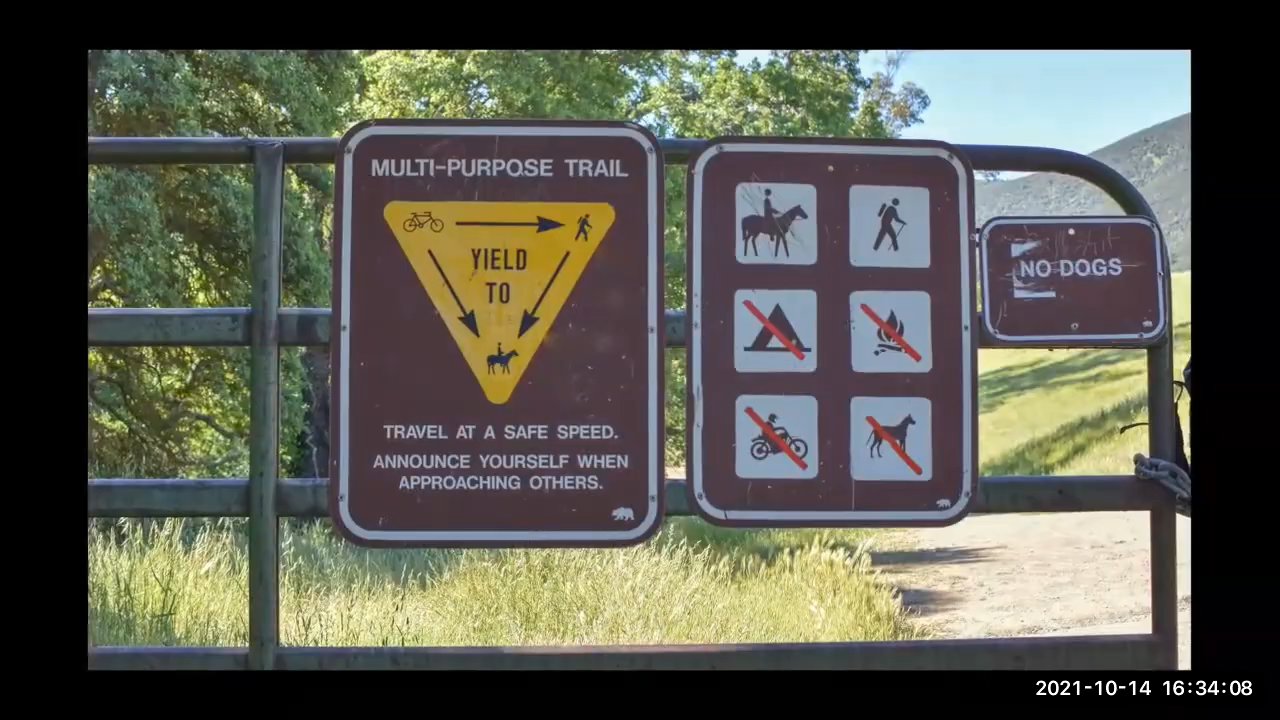 MULTI-PURPOSE TRAIL
YIELD
TO
TRAVEL AT A SAFE SPEED.
ANNOUNCE YOURSELF WHEN
APPROACHING OTHERS.
NO DOGS
2021-10-14 16:34:08